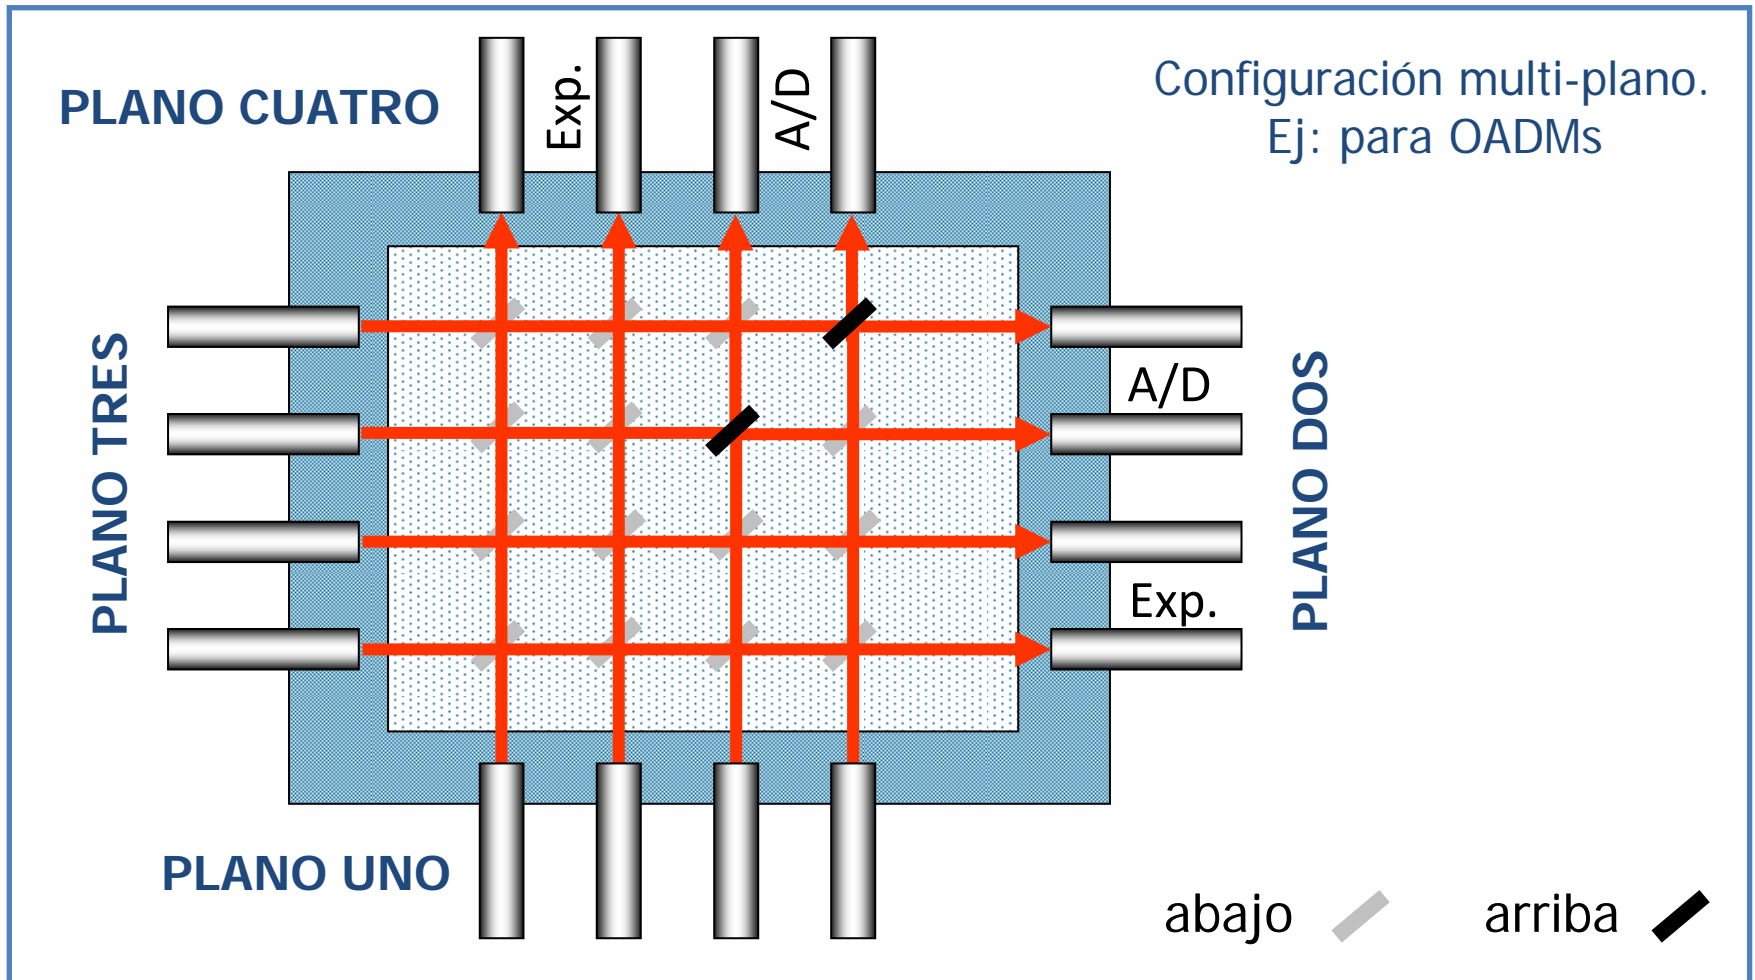 PLANO CUATRO
Exp.
A/D
Configuración multi-plano.
Ej: para OADMs
PLANO TRES
A/D
Exp.
PLANO DOS
PLANO UNO
abajo
arriba